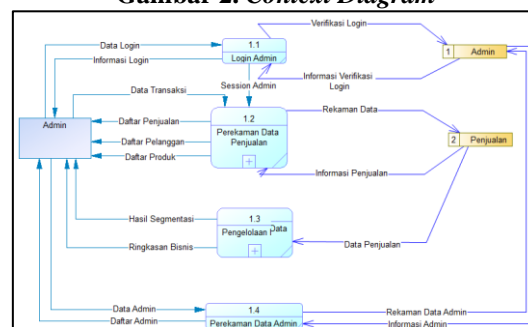 Gambar 2. Context Diagram
Data Login
Informasi Login
1.1
Login Admin
Verifikasi Login
Informasi Verifikasi
Login
1
Admin
Session Admin
Data Transaksi
Daftar Penjualan
Daftar Pelanggan
Daftar Produk
Admin
1.2
Perekaman Data
Penjualan
Rekaman Data
Informasi Penjualan
2
Penjualan
Hasil Segmentasi
Ringkasan Bisnis
1.3
Pengelolaan Data
Data Penjualan
Data Admin
Daftar Admin
1.4
Perekaman Data Admin
Rekaman Data Admin
Informasi Admin